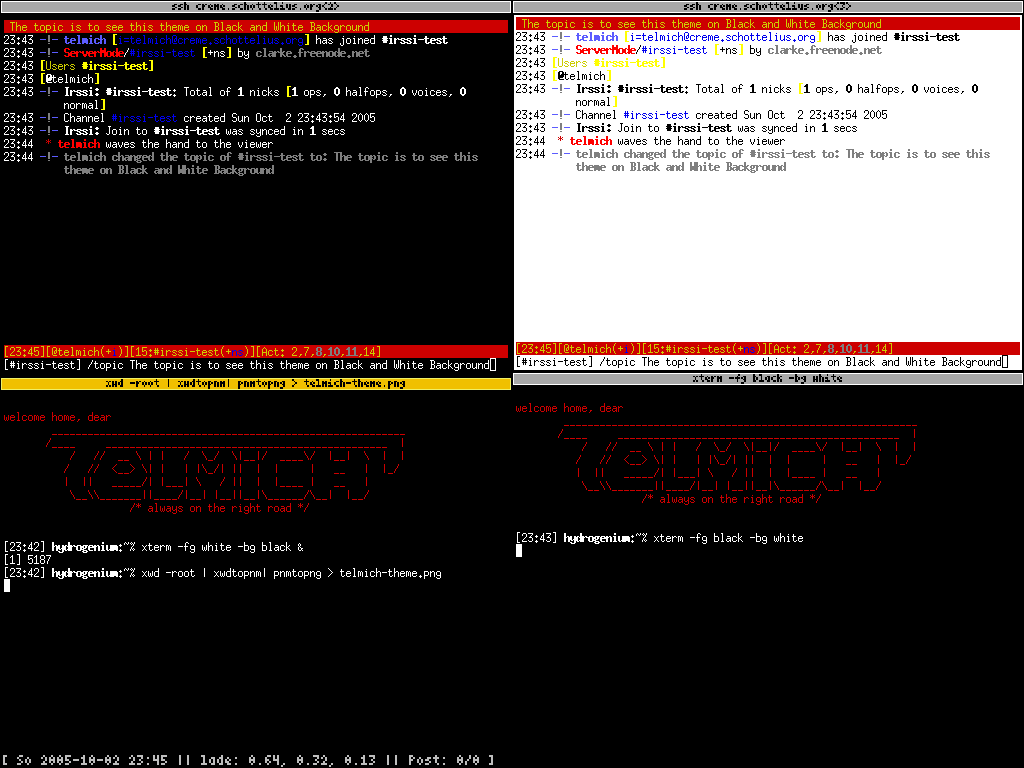 ssh creme.schottelius.org<2>
The topic is to see this theme on Black and White Background
23:43 -!- telmich [i=telmich@creme.schottelius.org] has joined #irssi-test
23:43 -!- ServerMode/#irssi-test [+ns] by clarke.freenode.net
23:43 [Users #irssi-test]
23:43 [@telmich]
23:43 -!- Irssi: #irssi-test: Total of 1 nicks [1 ops, 0 halfops, 0 voices, 0
normal]
23:43 -!- Channel #irssi-test created Sun Oct  2 23:43:54 2005
23:43 -!- Irssi: Join to #irssi-test was synced in 1 secs
23:44  * telmich waves the hand to the viewer
23:44 -!- telmich changed the topic of #irssi-test to: The topic is to see this
theme on Black and White Background
[23:45][@telmich(+i)][15:#irssi-test(+ns)][Act: 2,7,8,10,11,14]
[#irssi-test] /topic The topic is to see this theme on Black and White Background
ssh creme.schottelius.org<3>
The topic is to see this theme on Black and White Background
23:43 -!- telmich [i=telmich@creme.schottelius.org] has joined #irssi-test
23:43 -!- ServerMode/#irssi-test [+ns] by clarke.freenode.net
23:43 [Users #irssi-test]
23:43 [@telmich]
23:43 -!- Irssi: #irssi-test: Total of 1 nicks [1 ops, 0 halfops, 0 voices, 0
normal]
23:43 -!- Channel #irssi-test created Sun Oct  2 23:43:54 2005
23:43 -!- Irssi: Join to #irssi-test was synced in 1 secs
23:44  * telmich waves the hand to the viewer
23:44 -!- telmich changed the topic of #irssi-test to: The topic is to see this
theme on Black and White Background
[23:45][@telmich(+i)][15:#irssi-test(+ns)][Act: 2,7,8,10,11,14]
[#irssi-test] /topic The topic is to see this theme on Black and White Background
xwd -root | xwdtopnm| pnmtopng > telmich-theme.png
welcome home, dear
TELMICH
/* always on the right road */
[23:42] hydrogenium:~% xterm -fg white -bg black &
[1] 5187
[23:42] hydrogenium:~% xwd -root | xwdtopnm| pnmtopng > telmich-theme.png
[ So 2005-10-02 23:45 || lade: 0.64, 0.32, 0.13 || Post: 0/0 ]
xterm -fg black -bg white
welcome home, dear
TELMICH
/* always on the right road */
[23:43] hydrogenium:~% xterm -fg black -bg white